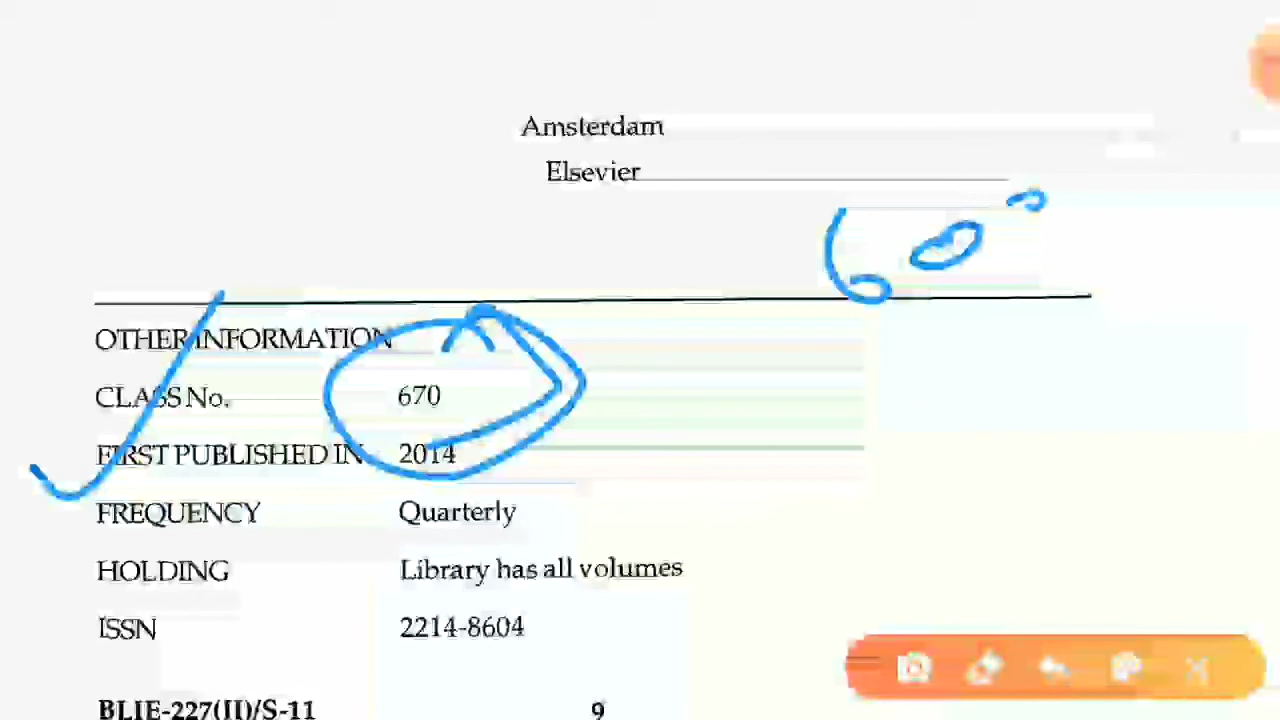 Amsterdam
Elsevier
OTHER INFORMATION
CLASS No. 670
FIRST PUBLISHED IN 2014
FREQUENCY Quarterly
HOLDING Library has all volumes
ISSN 2214-8604
BLIE-227(II)/S-11 9